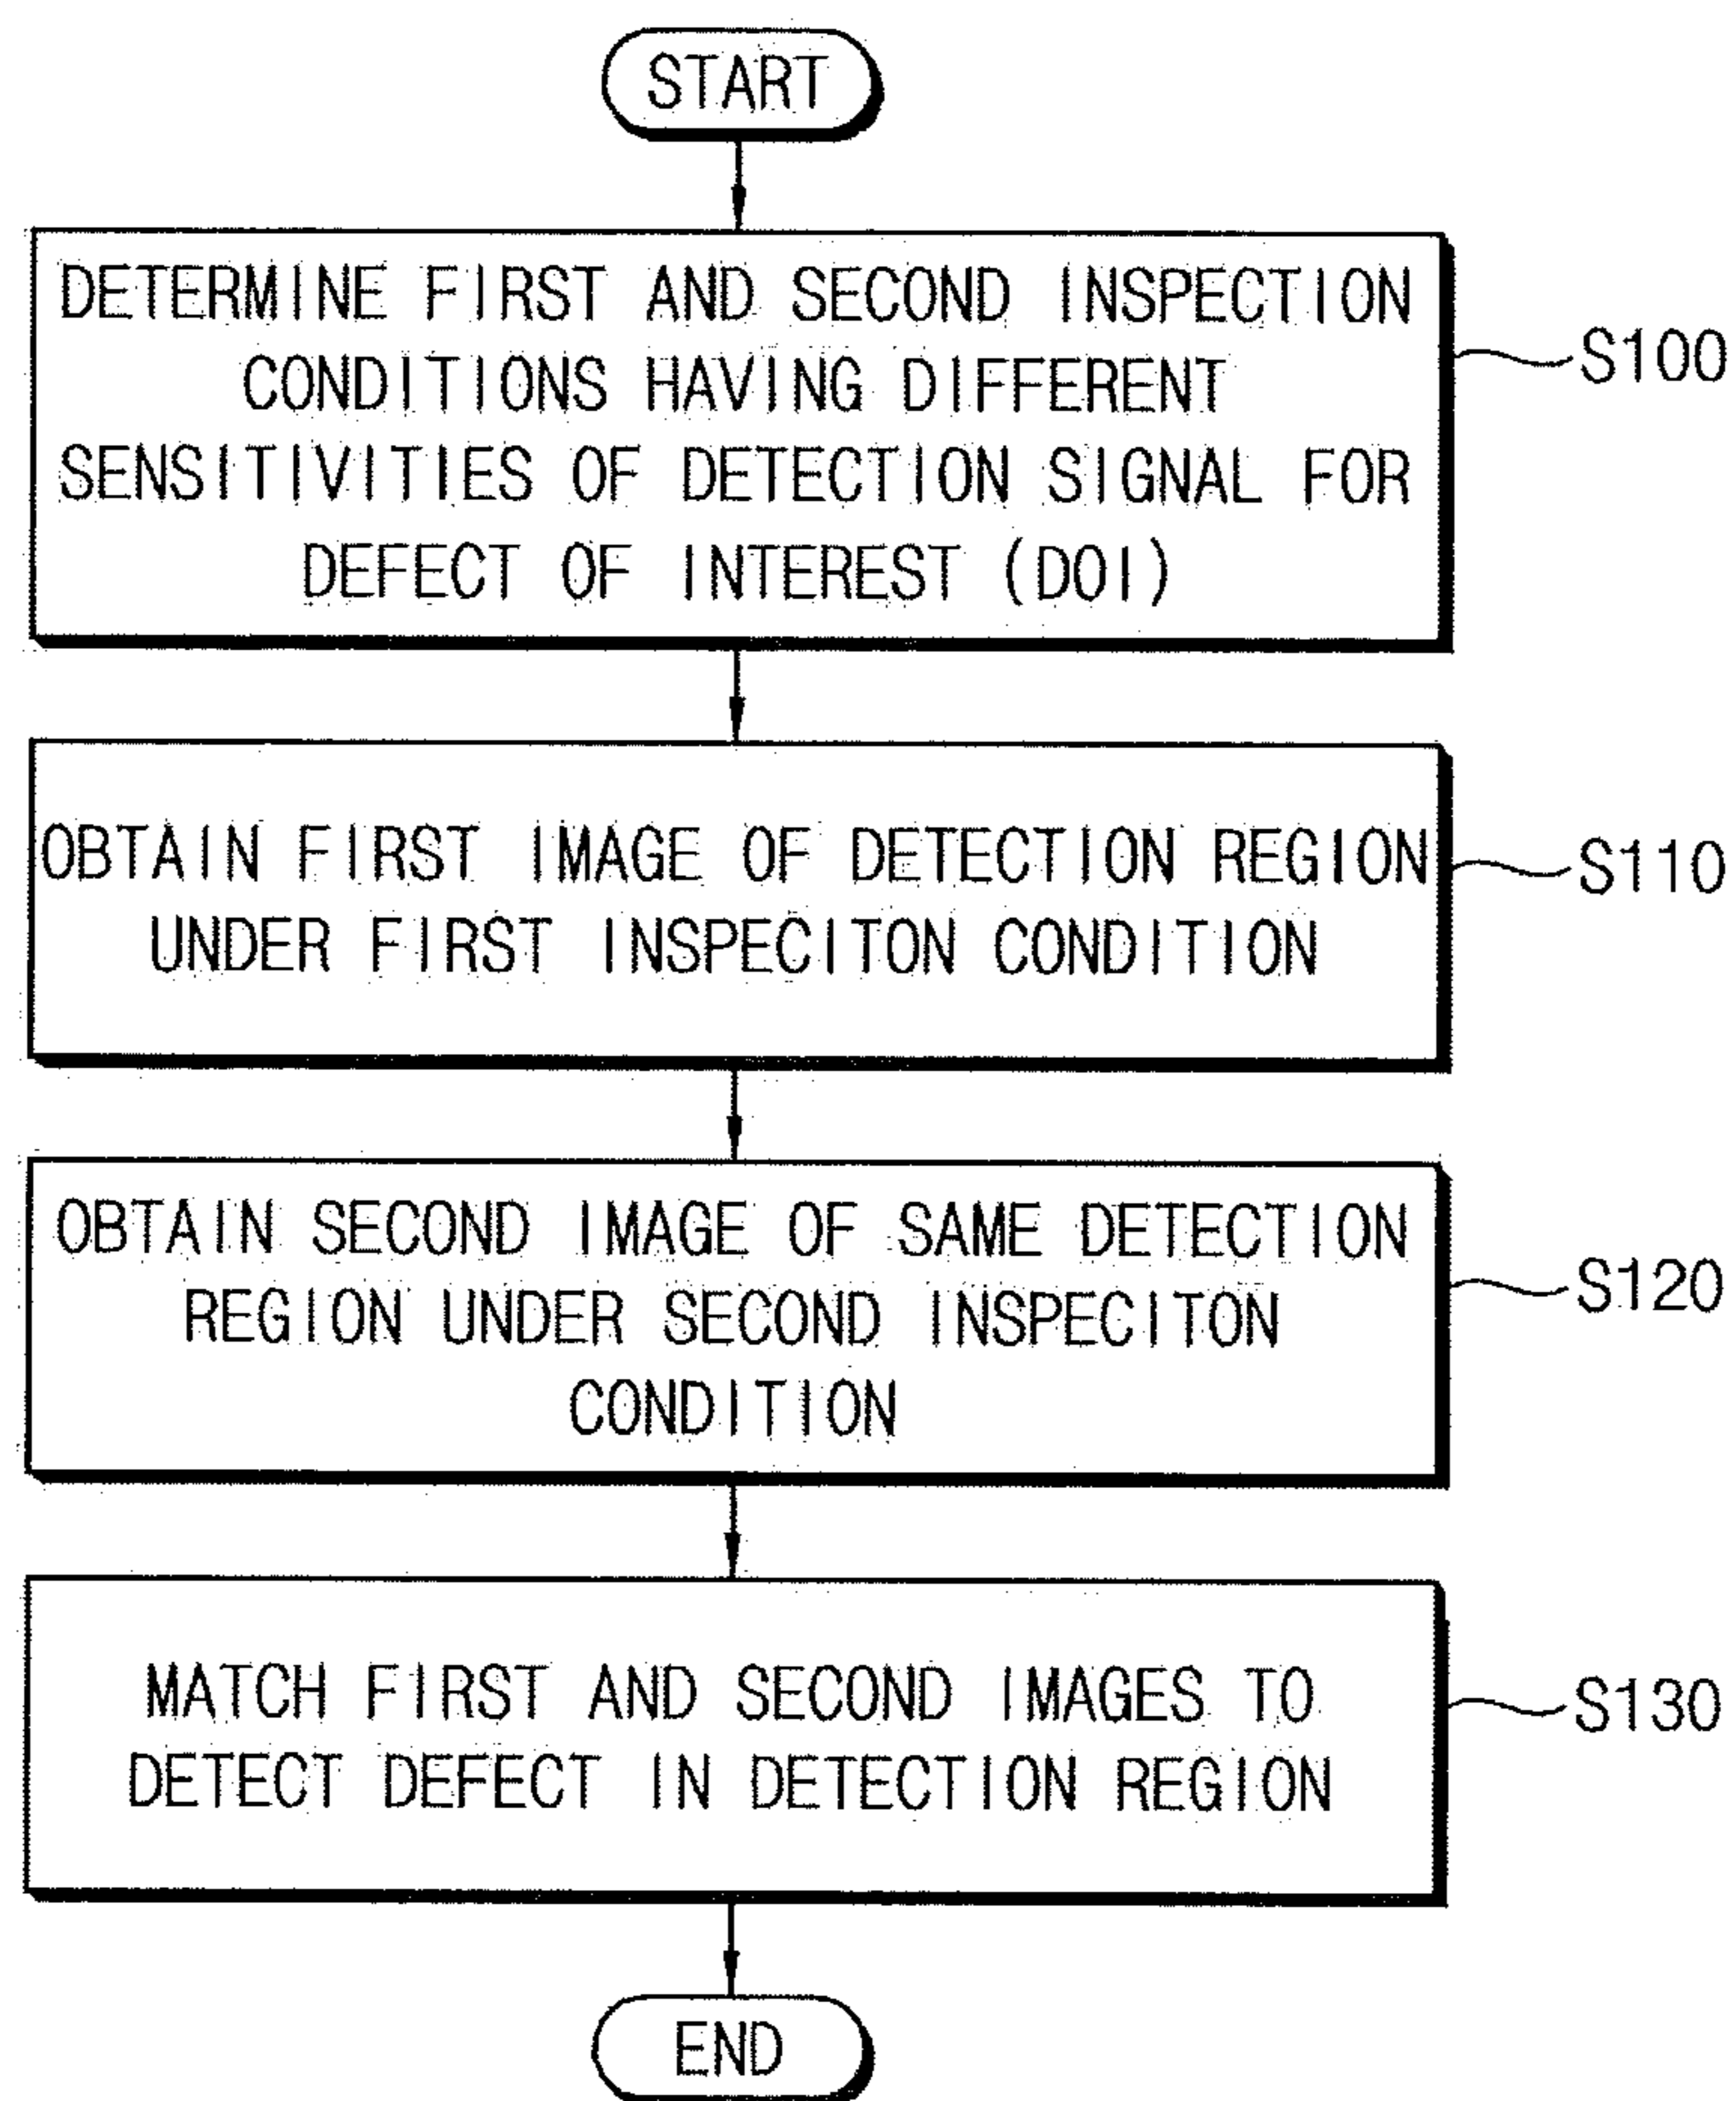 START
DETERMINE FIRST AND SECOND INSPECTION
CONDITIONS HAVING DIFFERENT
SENSITIVITIES OF DETECTION SIGNAL FOR
DEFECT OF INTEREST (DOI)
S100
OBTAIN FIRST IMAGE OF DETECTION REGION
UNDER FIRST INSPECITON CONDITION
S110
OBTAIN SECOND IMAGE OF SAME DETECTION
REGION UNDER SECOND INSPECITON
CONDITION
S120
MATCH FIRST AND SECOND IMAGES TO
DETECT DEFECT IN DETECTION REGION
S130
END